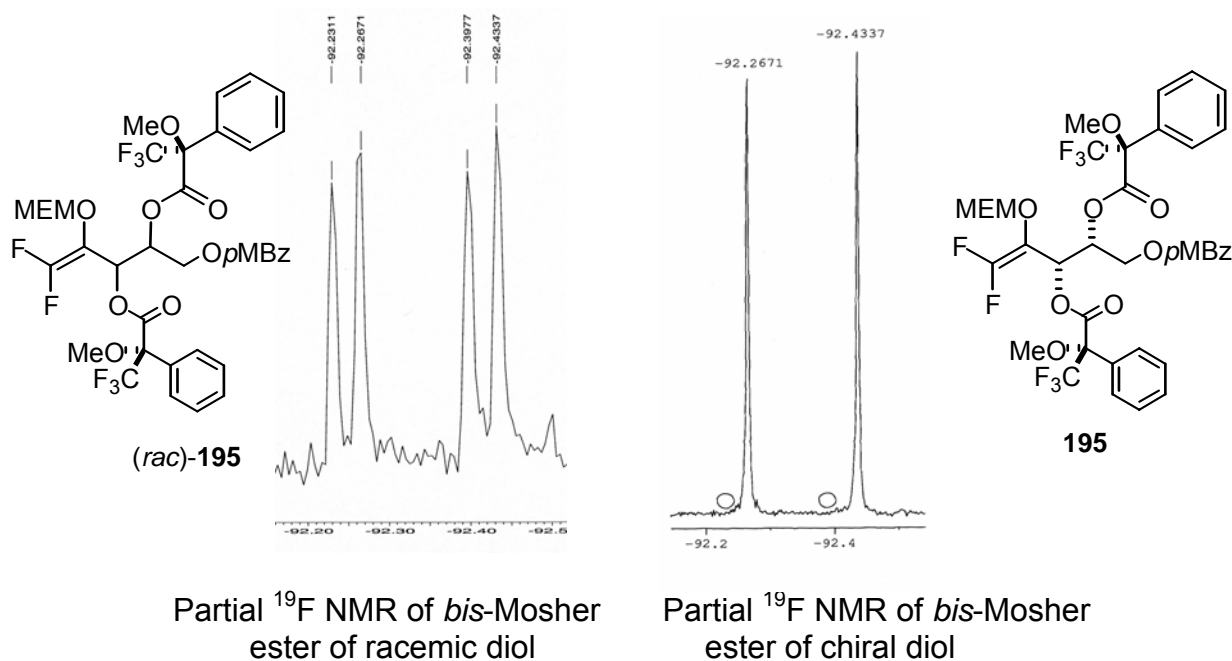 -92.2311
-92.2671
-92.3977
-92.4337
MeO
F3C
O
O
MEMO
F
F
OpMBz
O
O
MeO
F3C
(rac)-195
-92.20
-92.30
-92.40
-92.5
Partial 19F NMR of bis-Mosher
ester of racemic diol
-92.2671
-92.4337
-92.2
-92.4
Partial 19F NMR of bis-Mosher
ester of chiral diol
MeO
F3C
O
O
MEMO
F
F
OpMBz
O
O
MeO
F3C
195